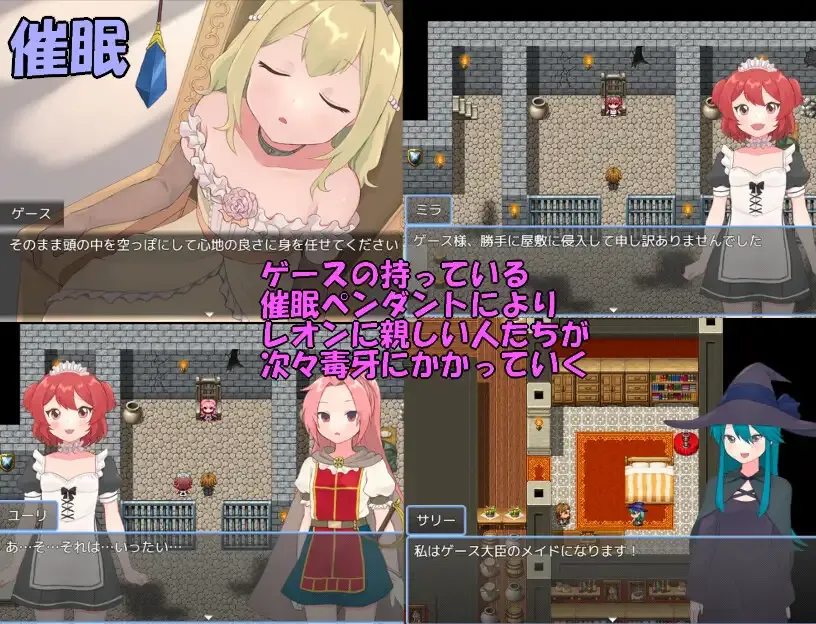 催眠
ゲース
そのまま頭の中を空っぽにして心地の良さに身を任せてください
ミラ
ゲース様、勝手に屋敷に侵入して申し訳ありませんでした
ゲースの持っている
催眠ペンダントにより
レオンに親しい人たちが
次々毒牙にかかっていく
ユーリ
あ…そ…それは…いったい…
サリー
私はゲース大臣のメイドになります！